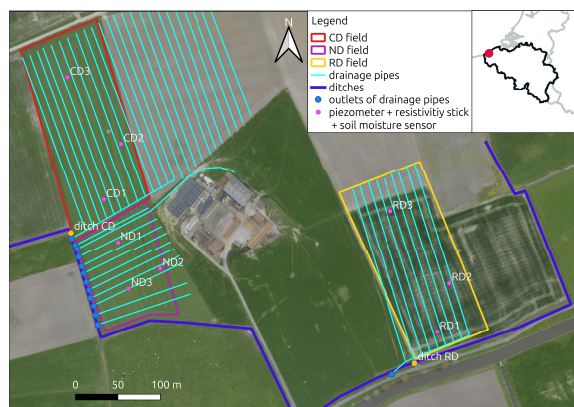 N
Legend
CD field
ND field
RD field
drainage pipes
ditches
outlets of drainage pipes
piezometer + resistivitiy stick
+ soil moisture sensor
CD3
CD2
CD1
ditch CD
ND1
ND2
ND3
RD3
RD2
RD1
ditch RD
0 50 100 m